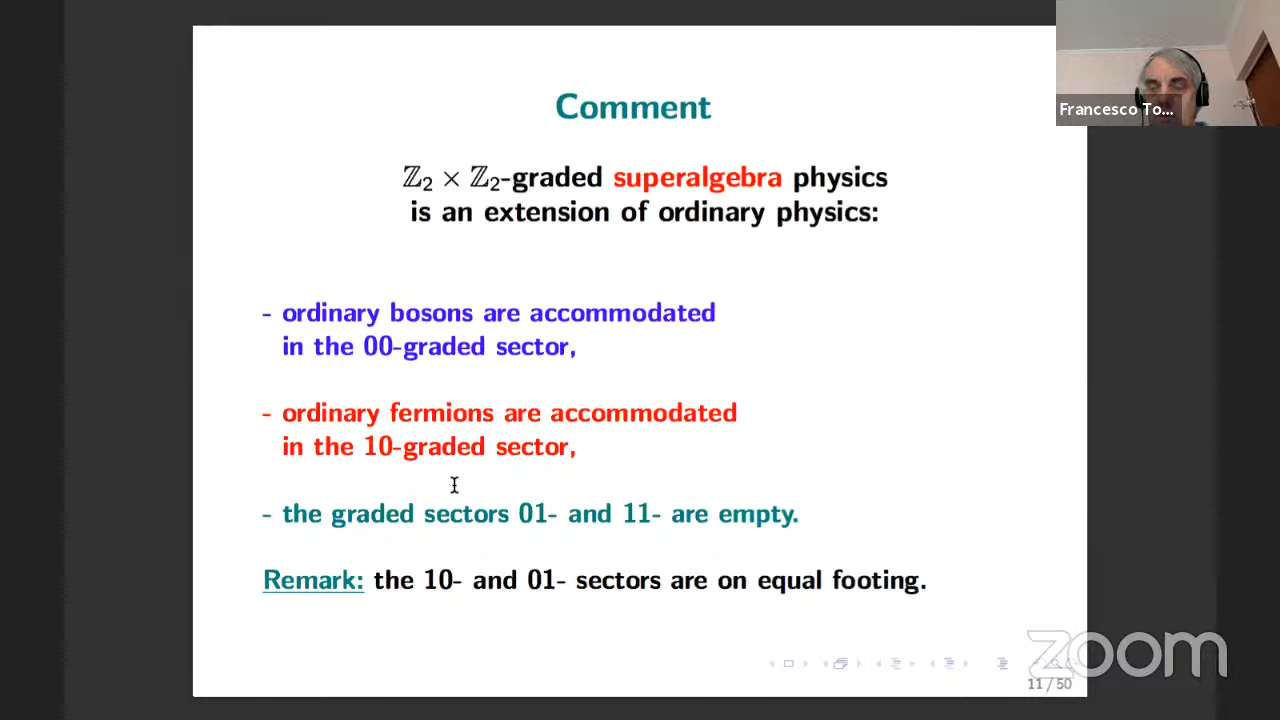 Comment
ℤ₂ × ℤ₂-graded superalgebra physics
is an extension of ordinary physics:
- ordinary bosons are accommodated
in the 00-graded sector,
- ordinary fermions are accommodated
in the 10-graded sector,
- the graded sectors 01- and 11- are empty.
Remark: the 10- and 01- sectors are on equal footing.
11 / 50
Francesco To...
zoom